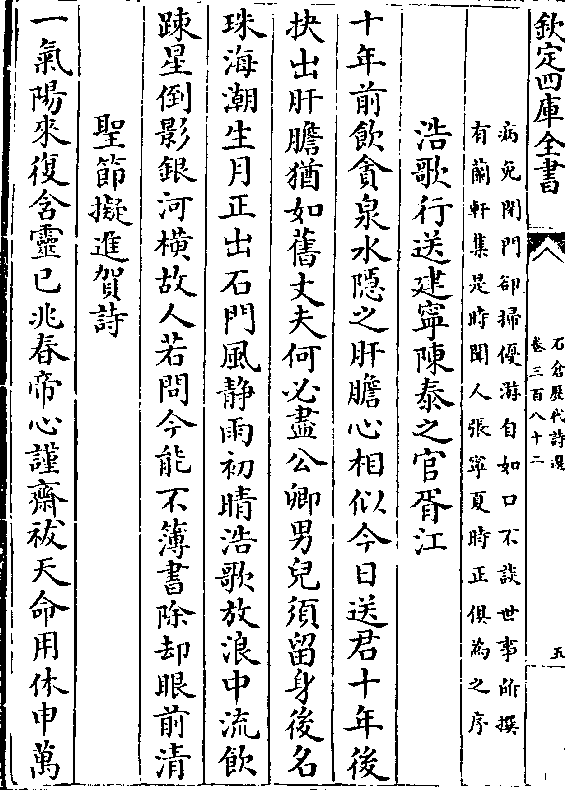 欽定四庫全書
石倉歷代詩選
卷三百八十二
五
病免閉門卻掃優游自如口不談世事所撰
有蘭軒集是時聞人張寧夏時正俱為之序
浩歌行送建寧陳泰之官胥江
十年前飲貪泉水隱之肝膽心相似今日送君十年後
抉出肝膽猶如舊丈夫何必盡公卿男兒須留身後名
珠海潮生月正出石門風静雨初晴浩歌放浪中流飲
踈星倒影銀河橫故人若問今能不簿書除却眼前清
聖節擬進賀詩
一氣陽來復含靈已兆春帝心謹齋祓天命用休申萬